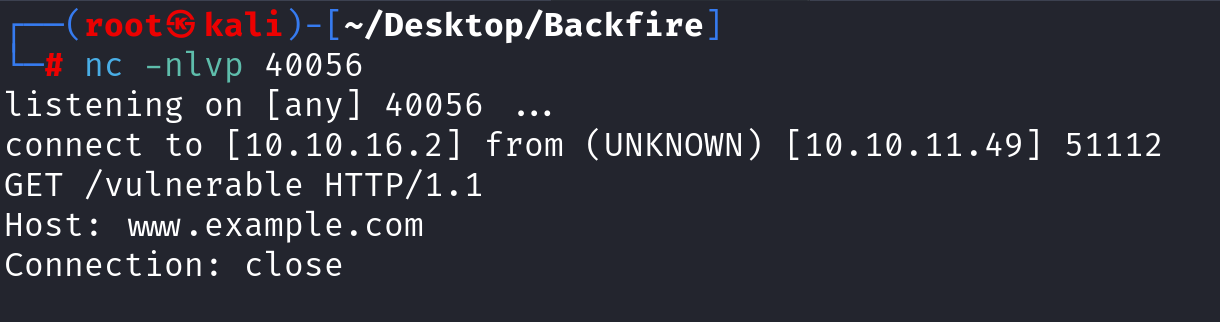 ┌──(root㉿kali)-[~/Desktop/Backfire]
└─# nc -nlvp 40056
listening on [any] 40056 ...
connect to [10.10.16.2] from (UNKNOWN) [10.10.11.49] 51112
GET /vulnerable HTTP/1.1
Host: www.example.com
Connection: close